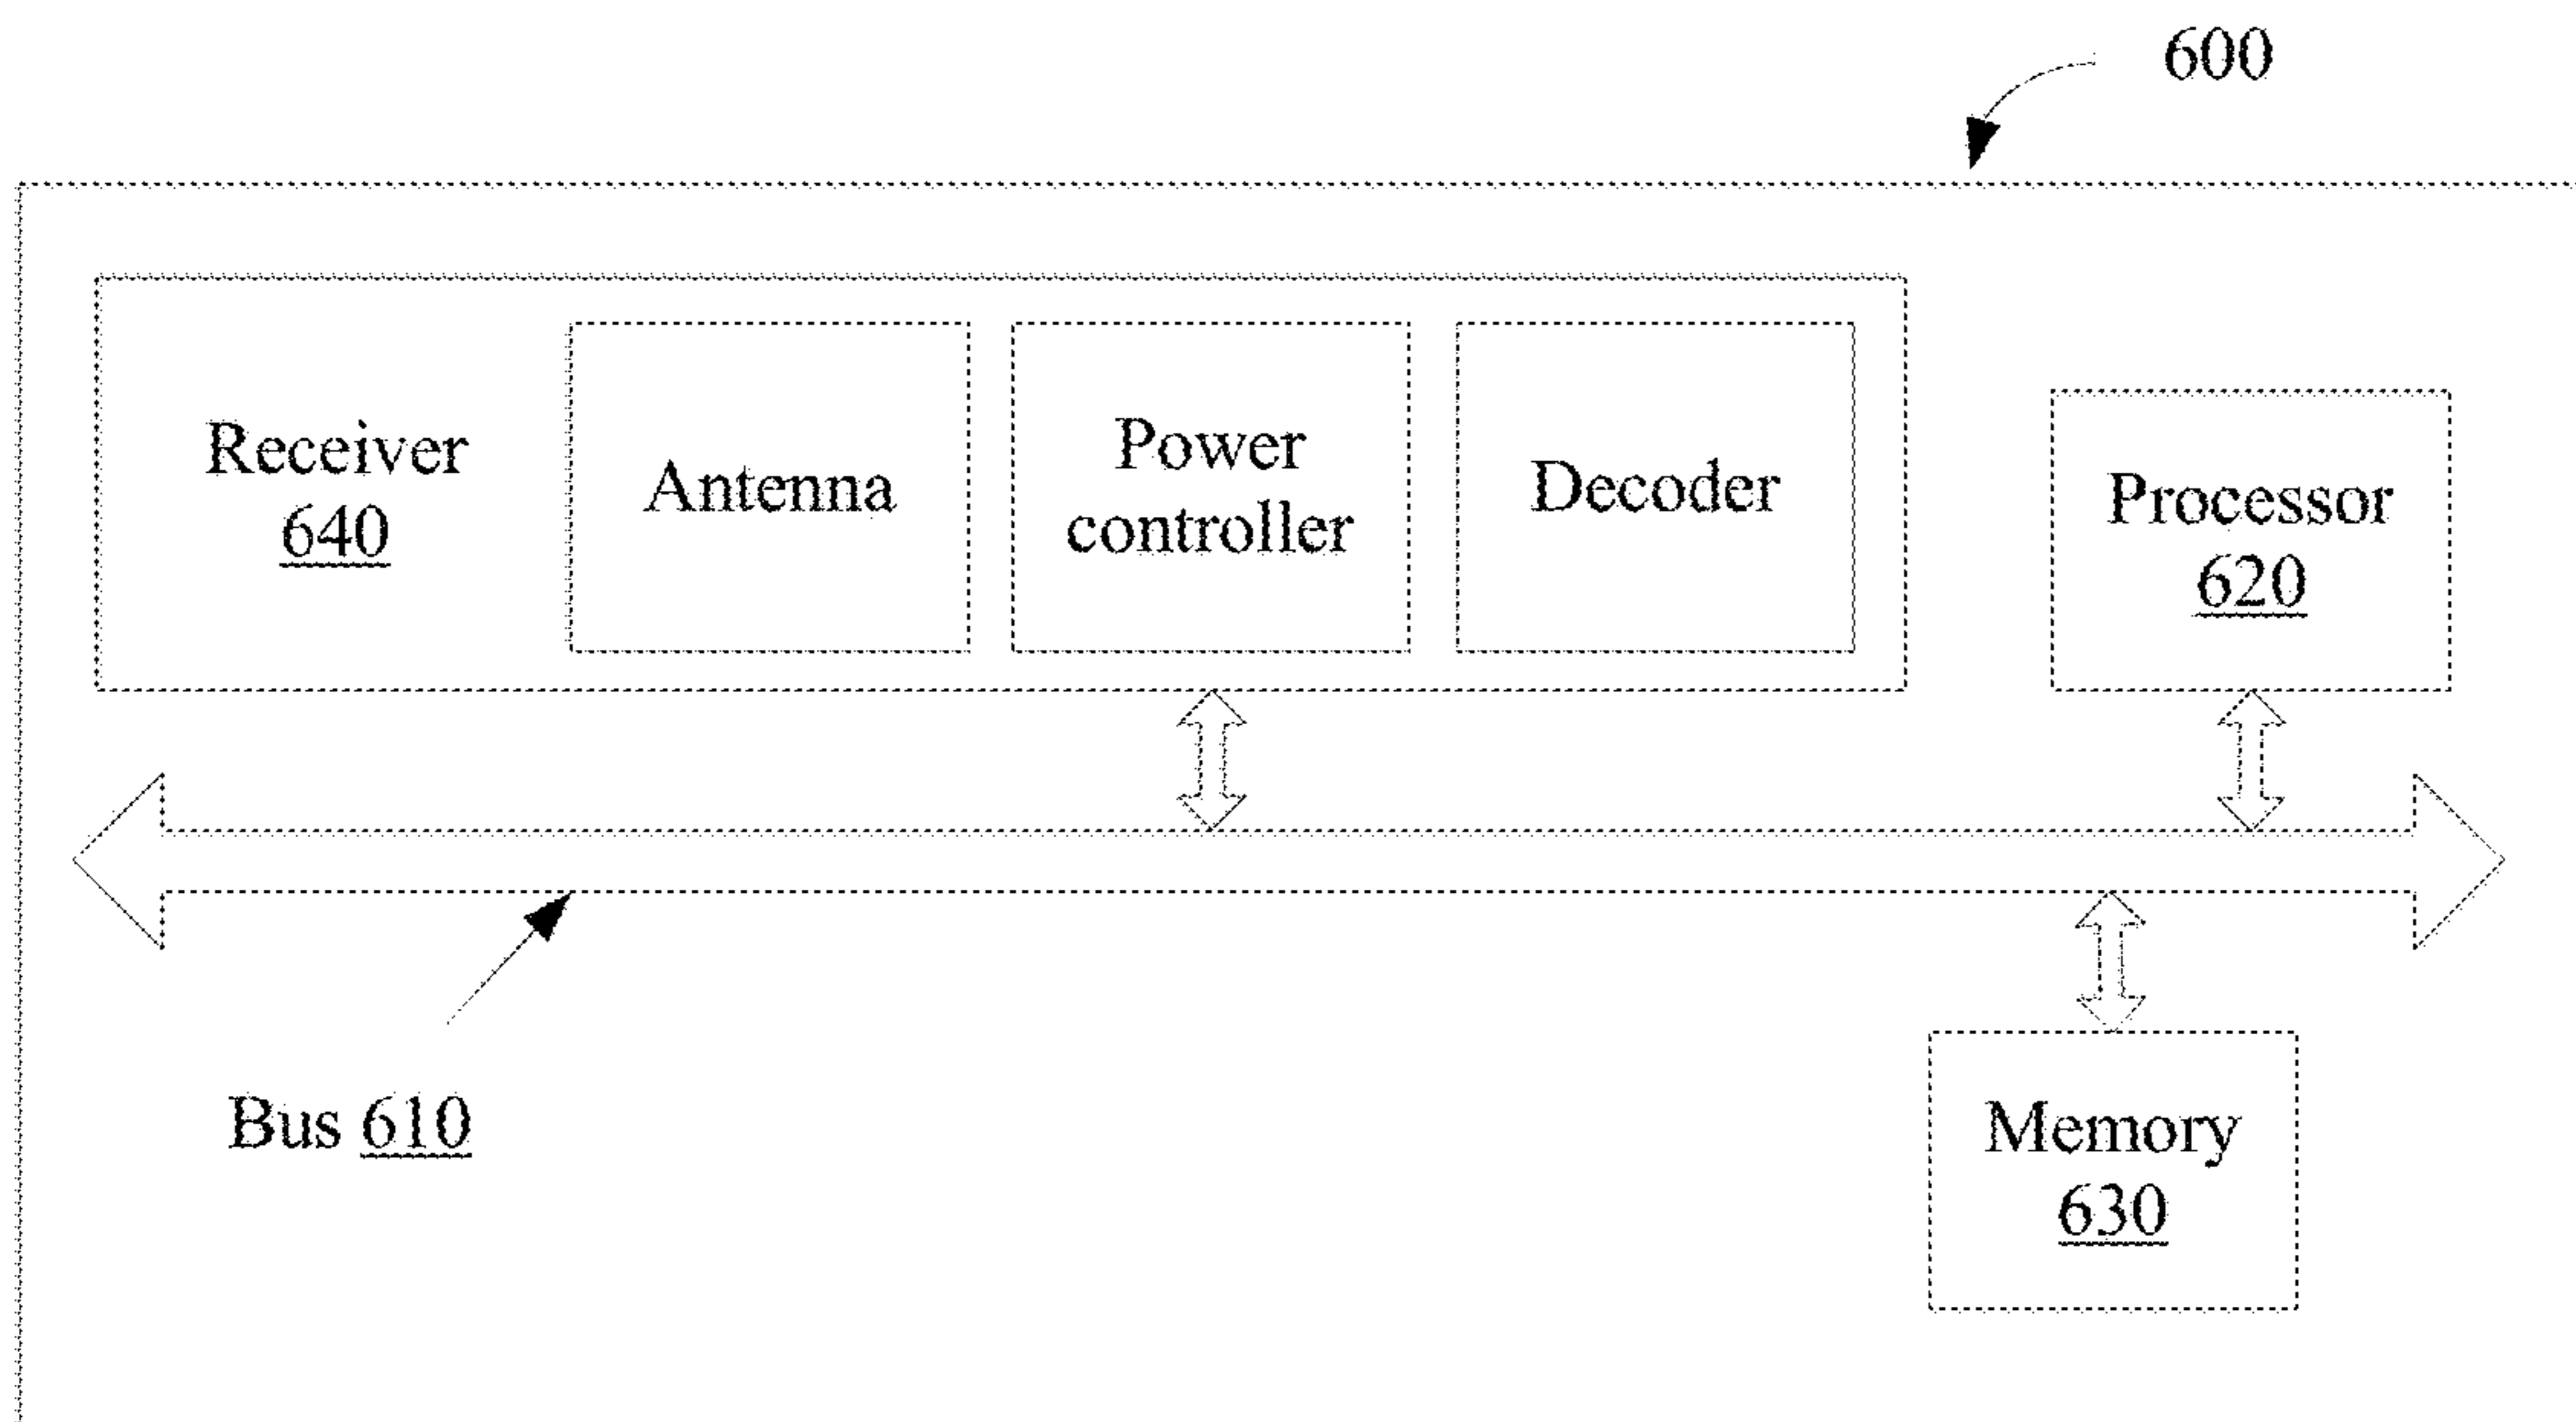 600
Receiver
640
Antenna
Power
controller
Decoder
Processor
620
Bus 610
Memory
630